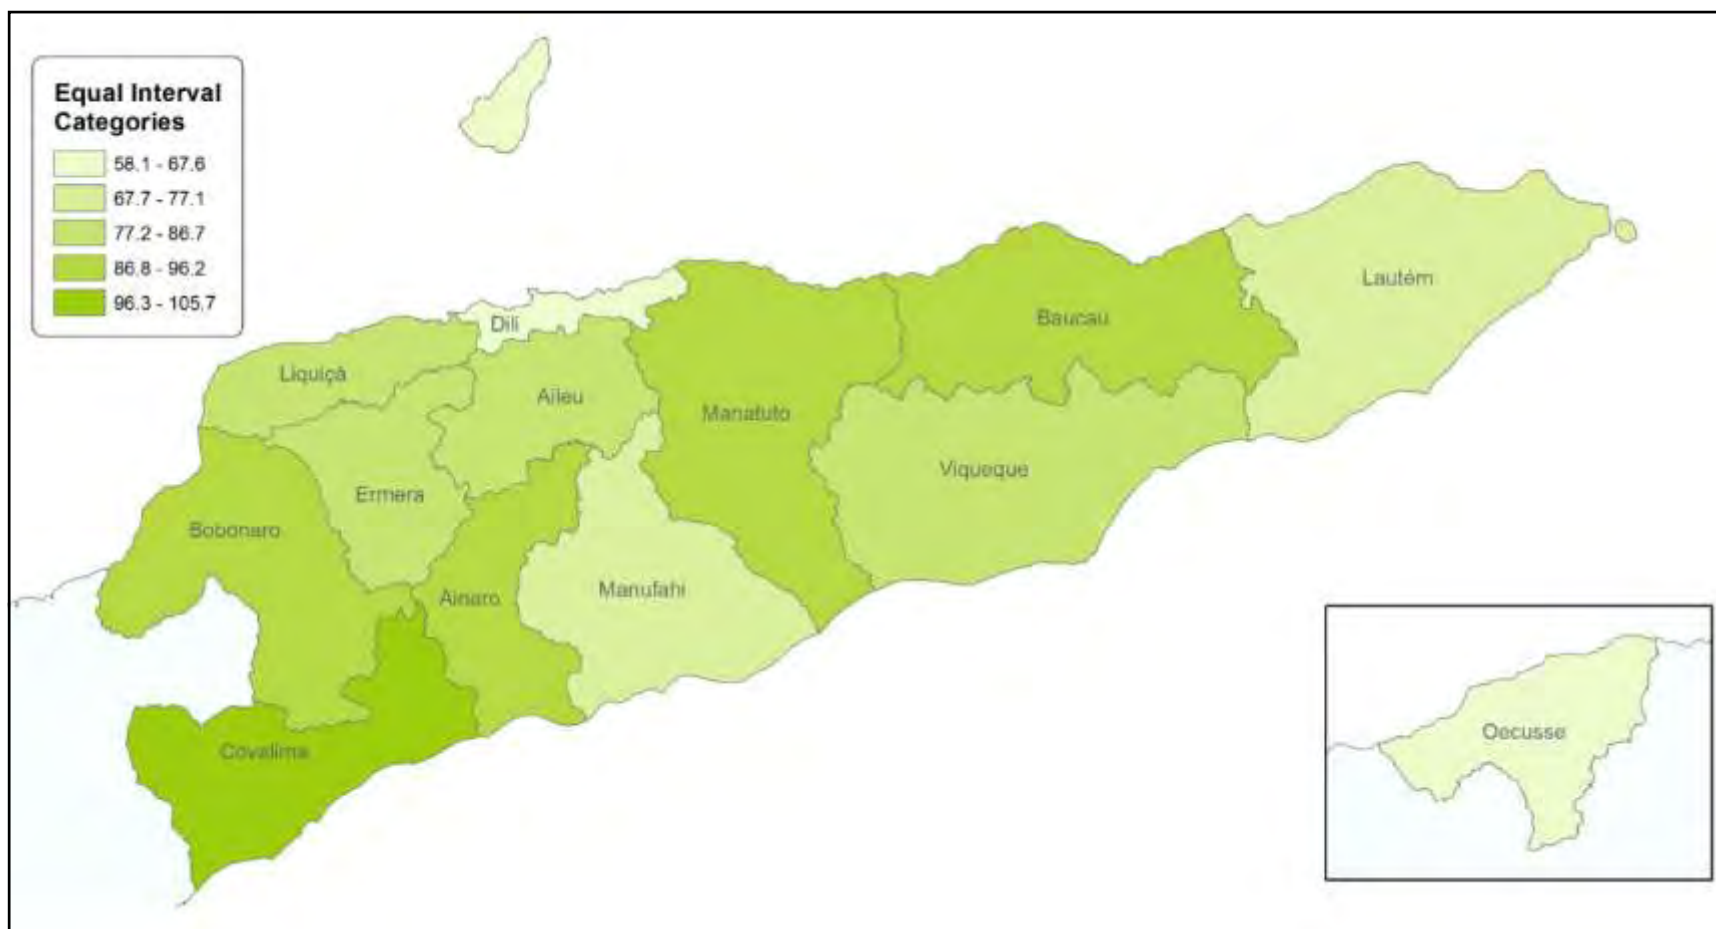 Equal Interval
Categories
58.1 - 67.6
67.7 - 77.1
77.2 - 86.7
86.8 - 96.2
96.3 - 105.7
Lautém
Baucau
Dili
Liquiçá
Aileu
Manatuto
Viqueque
Ermera
Bobonaro
Ainaro
Manufahi
Covalima
Oecusse